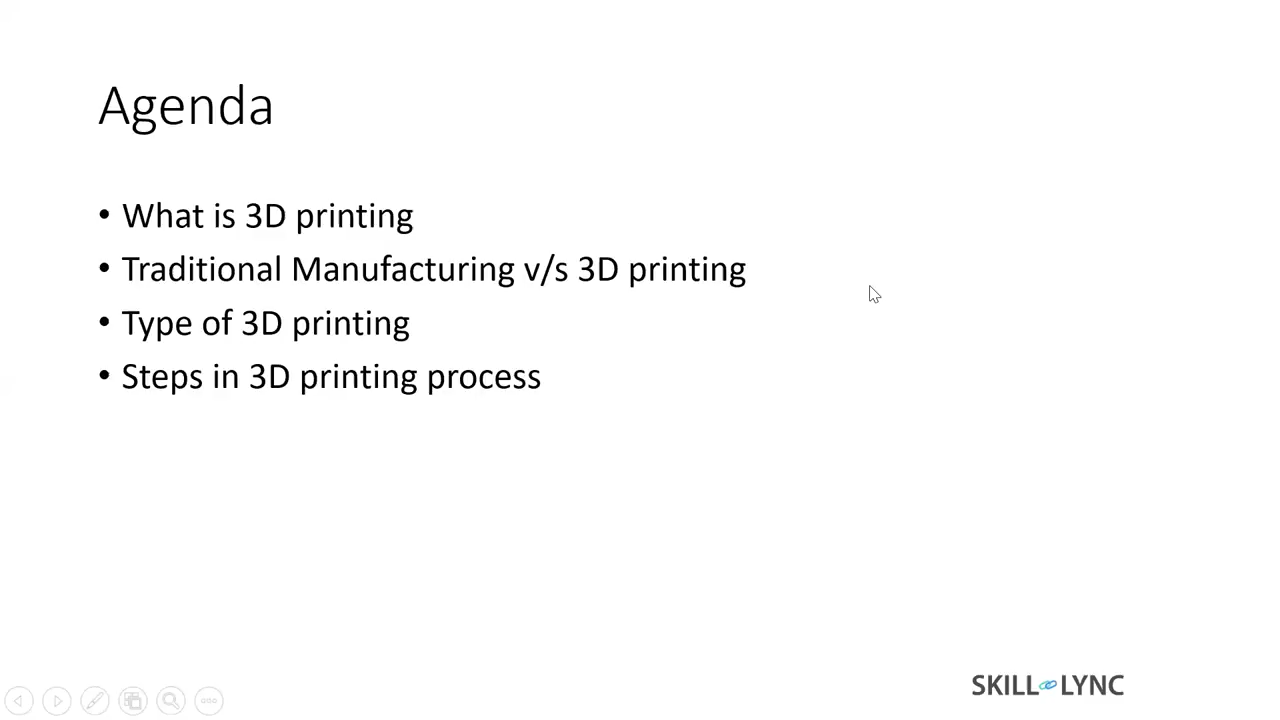 Agenda
• What is 3D printing
• Traditional Manufacturing v/s 3D printing
• Type of 3D printing
• Steps in 3D printing process
SKILL LYNC